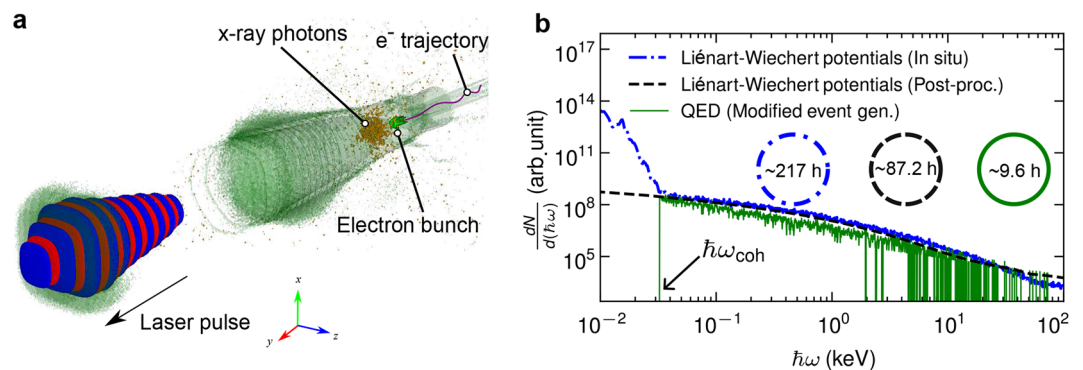 a
x-ray photons
e⁻ trajectory
Electron bunch
Laser pulse
x
y
z
b
10¹⁷
10¹⁴
10¹¹
10⁸
10⁵
dN/d(ℏω) (arb. unit)
Liénart-Wiechert potentials (In situ)
Liénart-Wiechert potentials (Post-proc.)
QED (Modified event gen.)
~217 h
~87.2 h
~9.6 h
ℏω_coh
10⁻² 10⁻¹ 10⁰ 10¹ 10²
ℏω (keV)